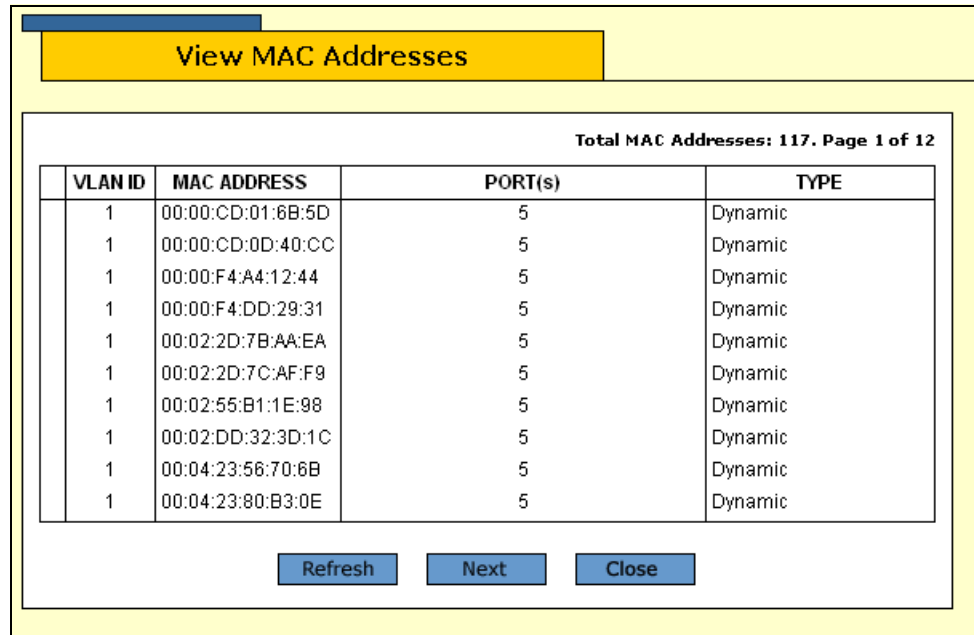 View MAC Addresses
Total MAC Addresses: 117. Page 1 of 12
VLAN ID MAC ADDRESS PORT(s) TYPE
1 00:00:CD:01:6B:5D 5 Dynamic
1 00:00:CD:0D:40:CC 5 Dynamic
1 00:00:F4:A4:12:44 5 Dynamic
1 00:00:F4:DD:29:31 5 Dynamic
1 00:02:2D:7B:AA:EA 5 Dynamic
1 00:02:2D:7C:AF:F9 5 Dynamic
1 00:02:55:B1:1E:98 5 Dynamic
1 00:02:DD:32:3D:1C 5 Dynamic
1 00:04:23:56:70:6B 5 Dynamic
1 00:04:23:80:B3:0E 5 Dynamic
Refresh Next Close